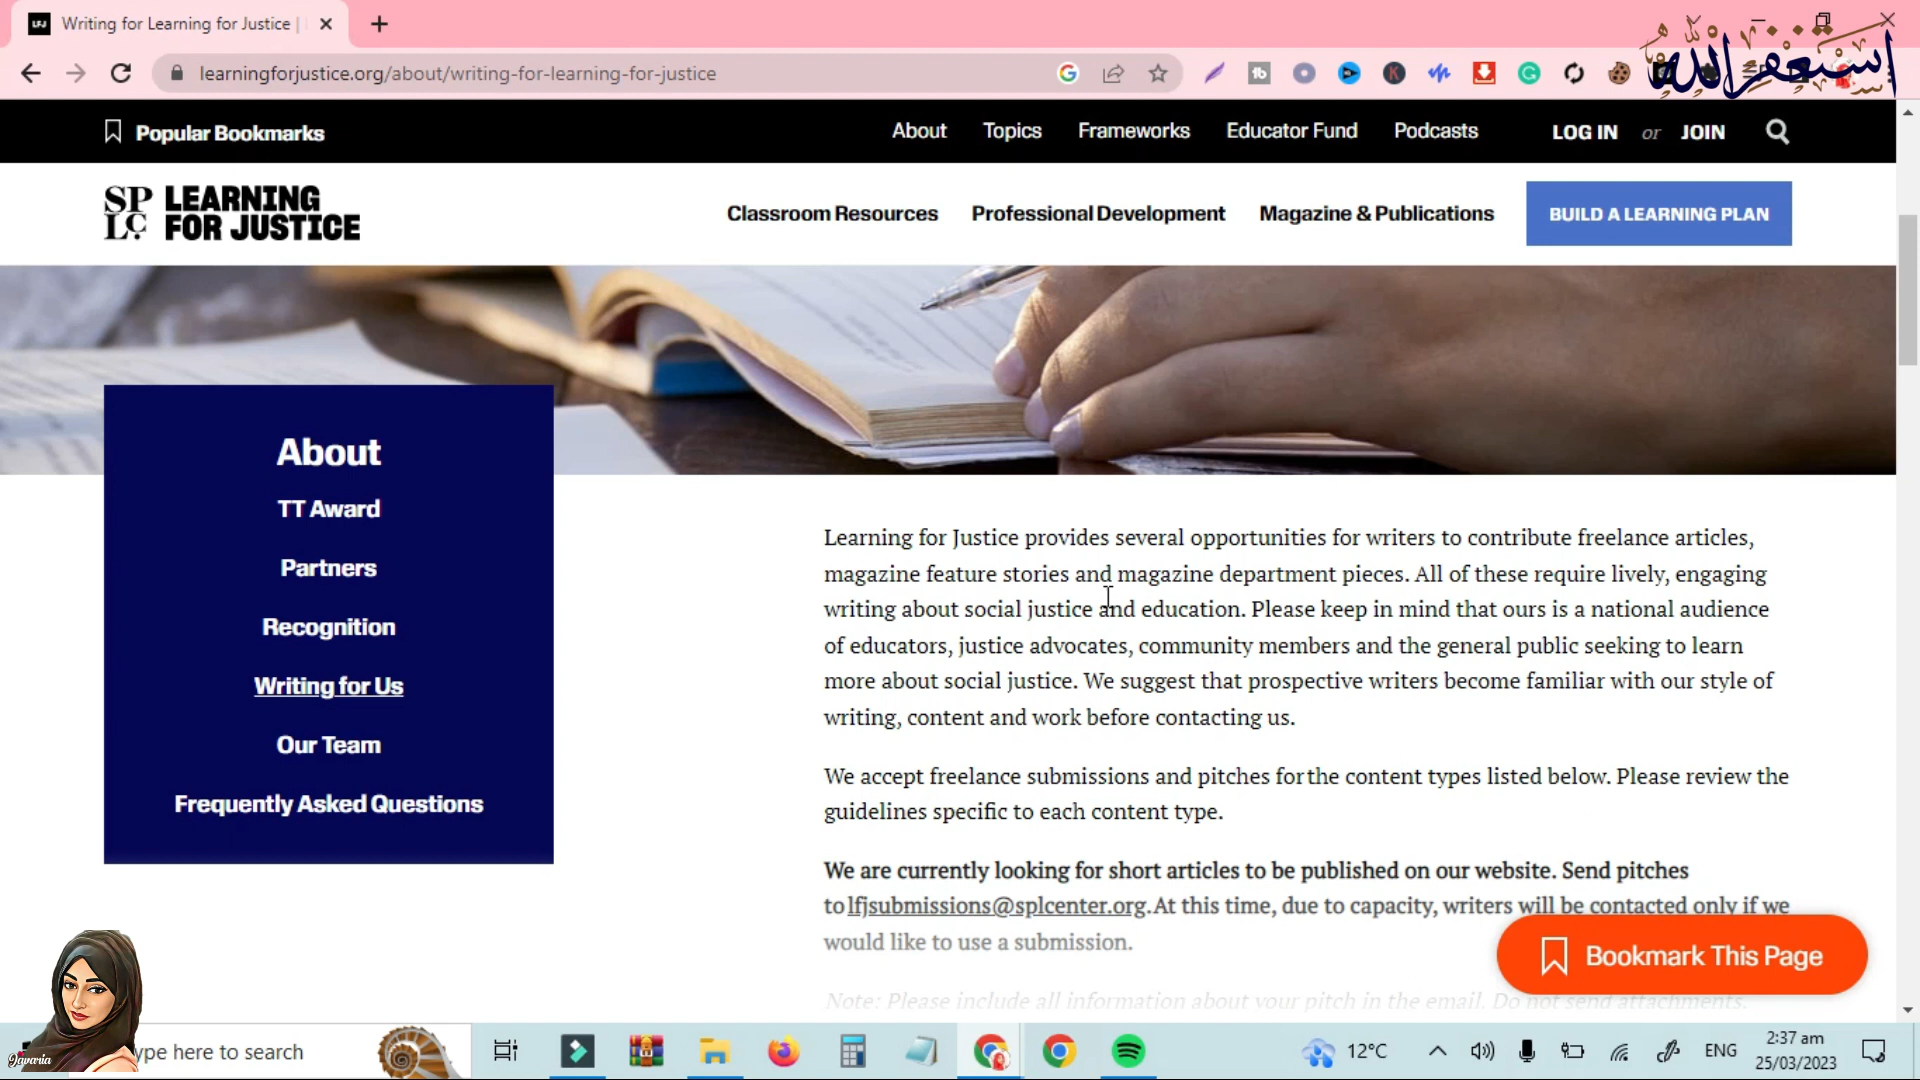 Writing for Learning for Justice |
learningforjustice.org/about/writing-for-learning-for-justice
أستغفر الله
Popular Bookmarks
About
Topics
Frameworks
Educator Fund
Podcasts
LOG IN or JOIN
SPLC LEARNING
FOR JUSTICE
Classroom Resources
Professional Development
Magazine & Publications
BUILD A LEARNING PLAN
About
TT Award
Partners
Recognition
Writing for Us
Our Team
Frequently Asked Questions
Learning for Justice provides several opportunities for writers to contribute freelance articles,
magazine feature stories and magazine department pieces. All of these require lively, engaging
writing about social justice and education. Please keep in mind that ours is a national audience
of educators, justice advocates, community members and the general public seeking to learn
more about social justice. We suggest that prospective writers become familiar with our style of
writing, content and work before contacting us.
We accept freelance submissions and pitches for the content types listed below. Please review the
guidelines specific to each content type.
We are currently looking for short articles to be published on our website. Send pitches
to lfjsubmissions@splcenter.org. At this time, due to capacity, writers will be contacted only if we
would like to use a submission.
Note: Please include all information about your pitch in the email. Do not send attachments.
Bookmark This Page
Javaria
ype here to search
12°C
ENG
2:37 am
25/03/2023